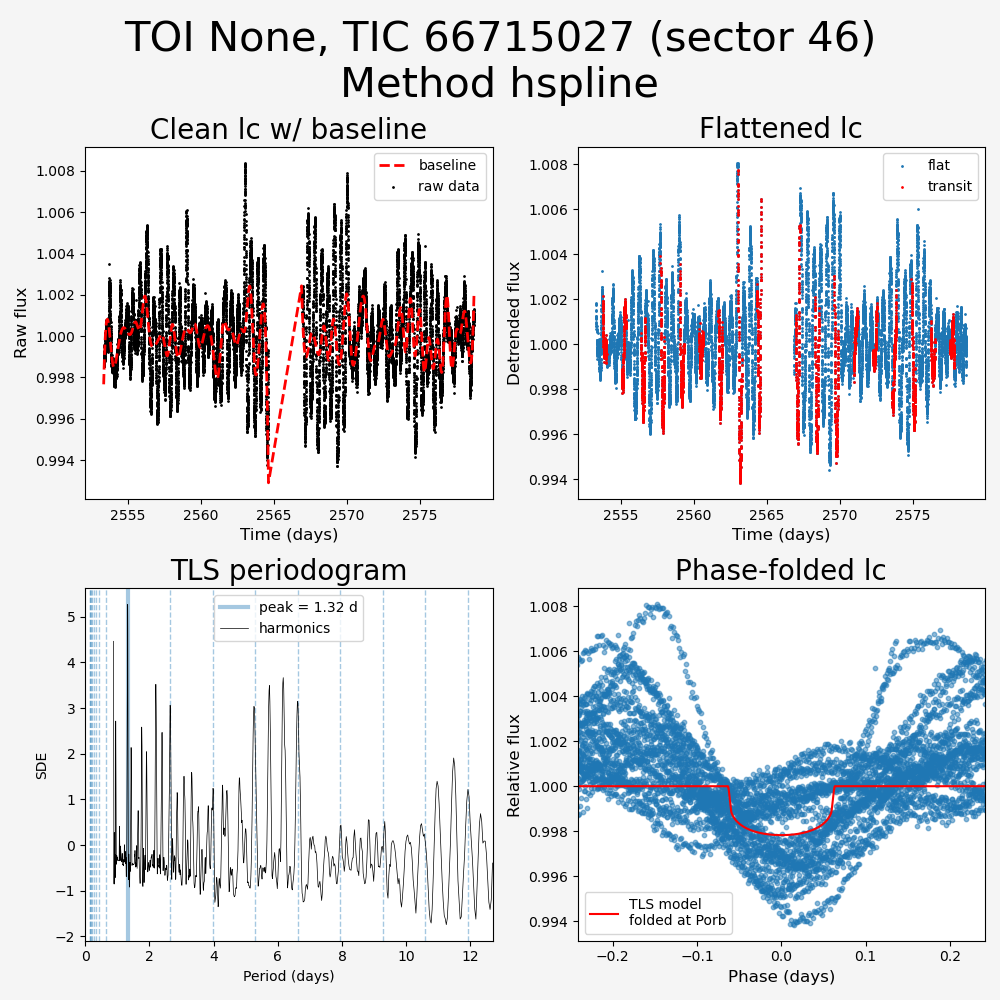 TOI None, TIC 66715027 (sector 46)
Method hspline
Clean lc w/ baseline
Raw flux
1.008
1.006
1.004
1.002
1.000
0.998
0.996
0.994
baseline
raw data
2555
2560
2565
2570
2575
Time (days)
Flattened lc
Detrended flux
1.008
1.006
1.004
1.002
1.000
0.998
0.996
0.994
flat
transit
2555
2560
2565
2570
2575
Time (days)
TLS periodogram
SDE
5
4
3
2
1
0
−1
−2
peak = 1.32 d
harmonics
0
2
4
6
8
10
12
Period (days)
Phase-folded lc
Relative flux
1.008
1.006
1.004
1.002
1.000
0.998
0.996
0.994
TLS model
folded at Porb
−0.2
−0.1
0.0
0.1
0.2
Phase (days)